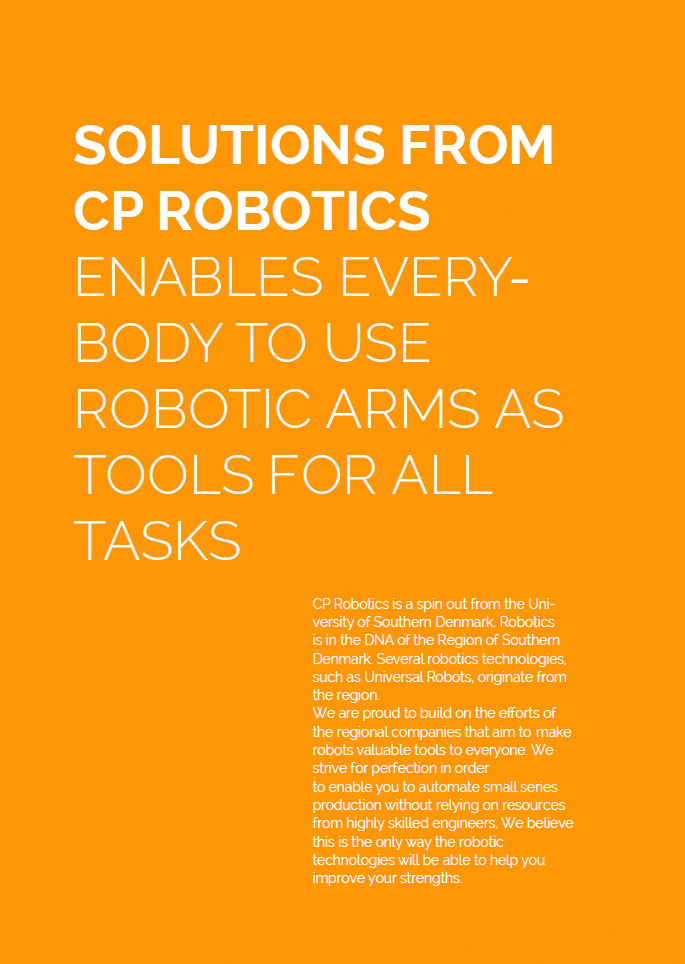 SOLUTIONS FROM
CP ROBOTICS
ENABLES EVERY-
BODY TO USE
ROBOTIC ARMS AS
TOOLS FOR ALL
TASKS
CP Robotics is a spin out from the Uni-
versity of Southern Denmark. Robotics
is in the DNA of the Region of Southern
Denmark. Several robotics technologies,
such as Universal Robots, originate from
the region.
We are proud to build on the efforts of
the regional companies that aim to make
robots valuable tools to everyone. We
strive for perfection in order
to enable you to automate small series
production without relying on resources
from highly skilled engineers. We believe
this is the only way the robotic
technologies will be able to help you
improve your strengths.